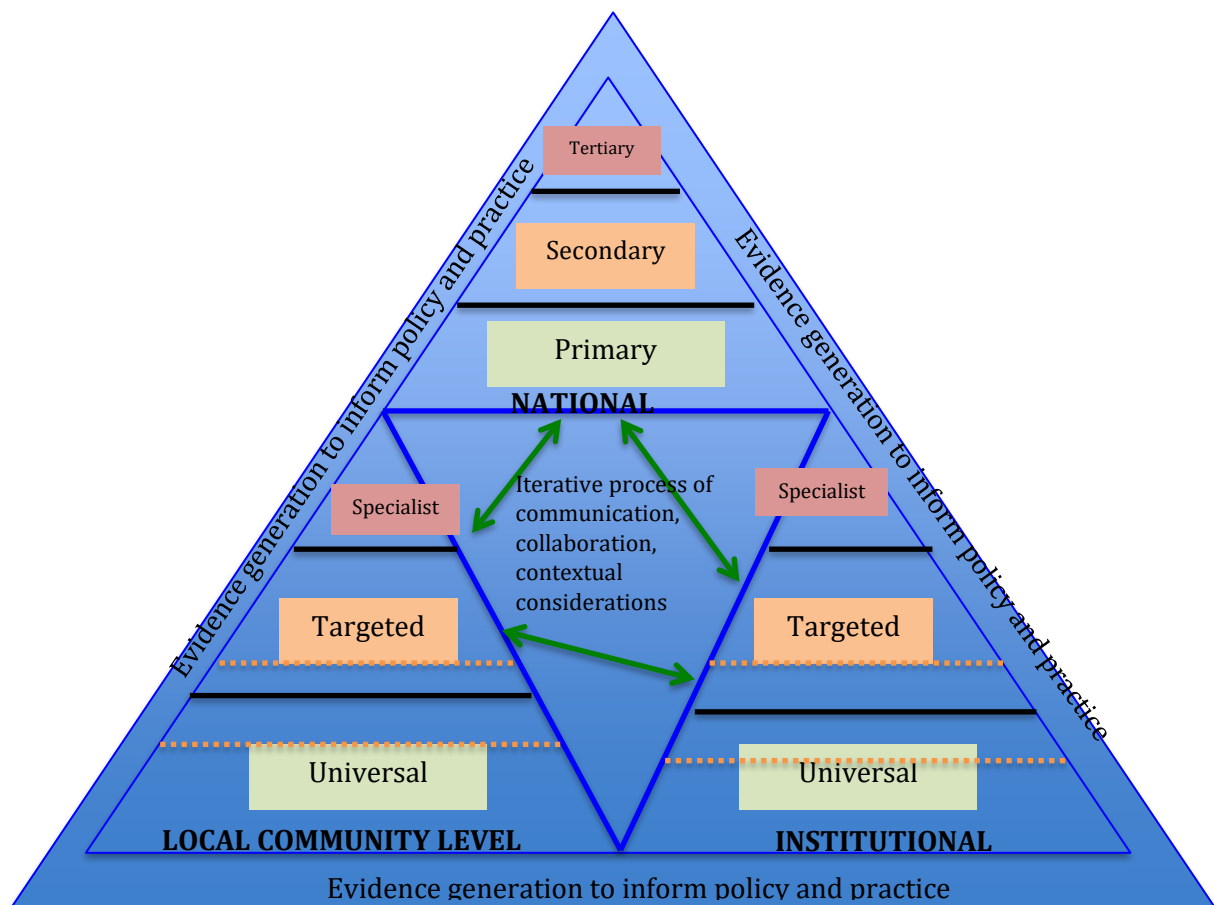 Tertiary
Secondary
Primary
NATIONAL
Evidence generation to inform policy and practice
Evidence generation to inform policy and practice
Iterative process of
communication,
collaboration,
contextual
considerations
Specialist
Targeted
Universal
LOCAL COMMUNITY LEVEL
Specialist
Targeted
Universal
INSTITUTIONAL
Evidence generation to inform policy and practice